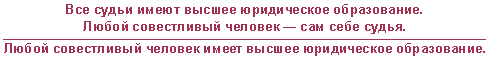 Все судьи имеют высшее юридическое образование.
Любой совестливый человек — сам себе судья.
Любой совестливый человек имеет высшее юридическое образование.